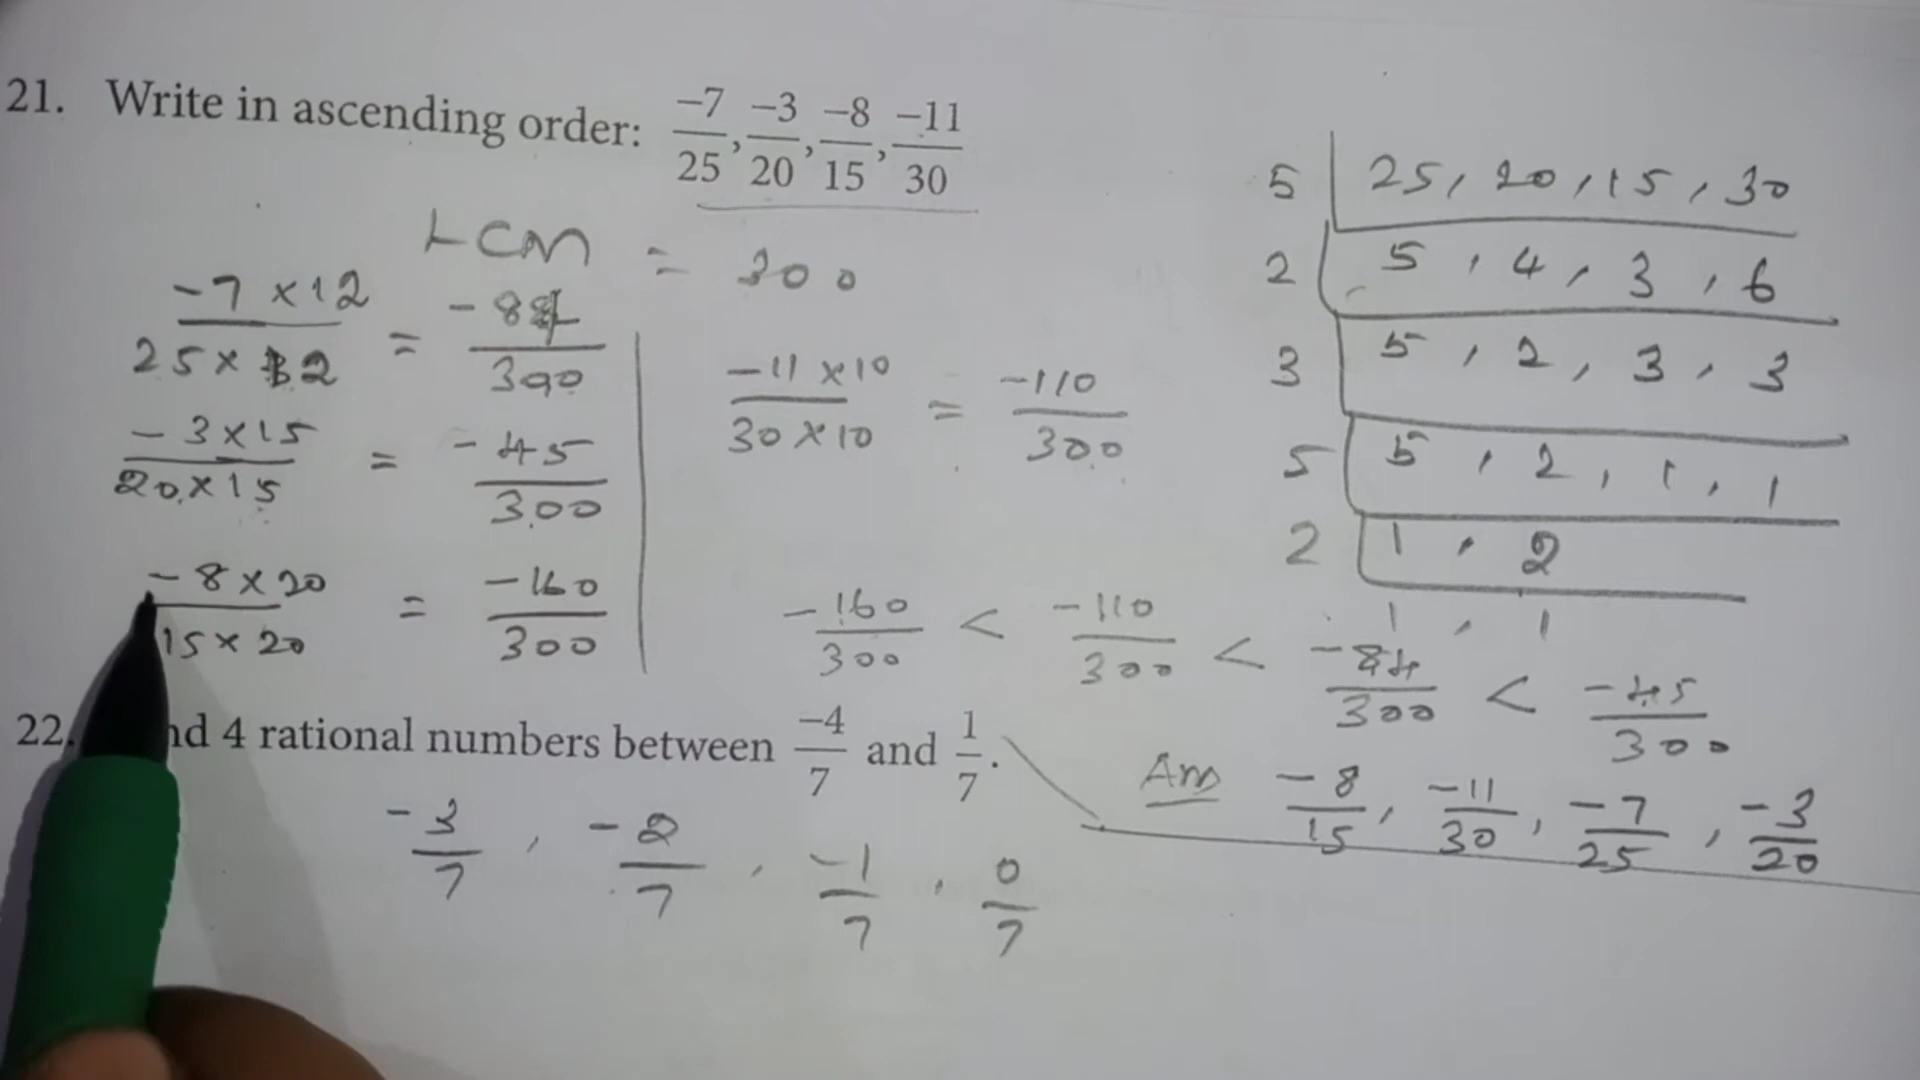 21. Write in ascending order: -7/25, -3/20, -8/15, -11/30
LCM = 300
-7 × 12 / 25 × 12 = -84/300
-3 × 15 / 20 × 15 = -45/300
-8 × 20 / 15 × 20 = -160/300
-11 × 10 / 30 × 10 = -110/300
5 | 25, 20, 15, 30
2 | 5, 4, 3, 6
3 | 5, 2, 3, 3
5 | 5, 2, 1, 1
2 | 1, 2
1, 1
-160/300 < -110/300 < -84/300 < -45/300
Ans -8/15, -11/30, -7/25, -3/20
22. nd 4 rational numbers between -4/7 and 1/7.
-3/7, -2/7, -1/7, 0/7